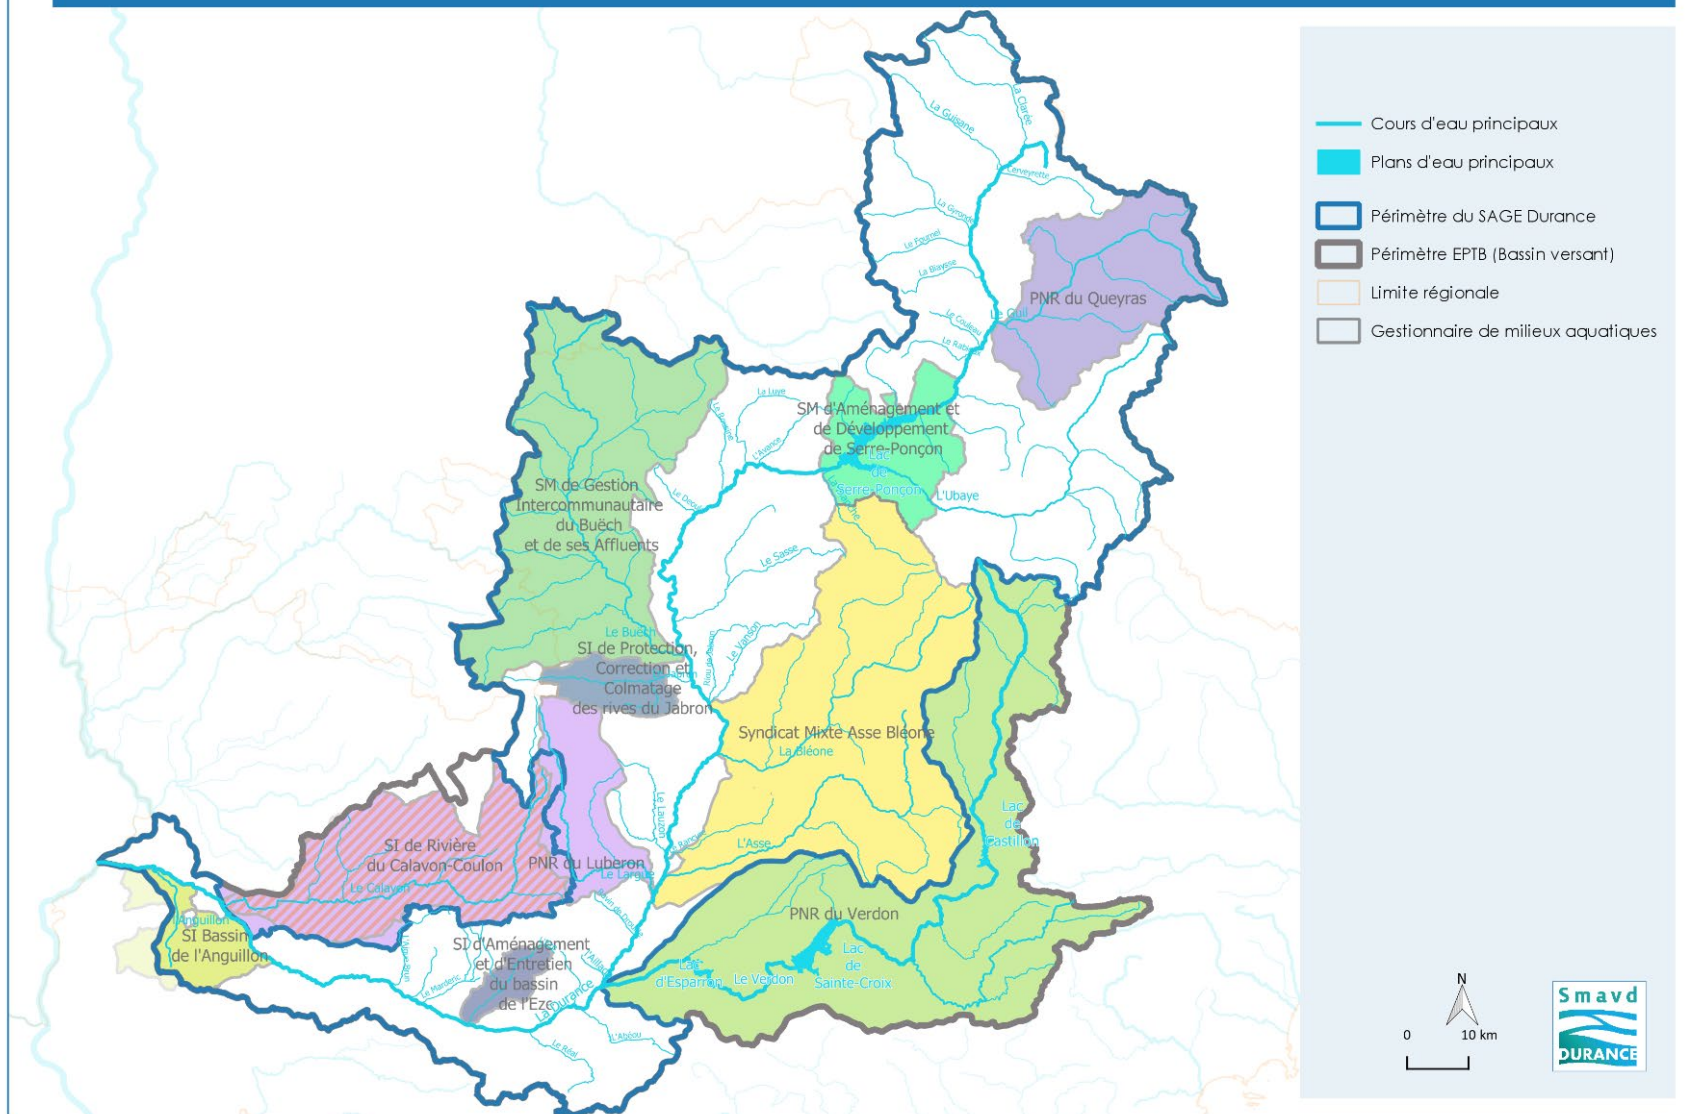 La Clarée
La Guisane
La Cerveyrette
La Gyronde
Le Fournel
La Biaysse
PNR du Queyras
Le Guil
Le Couleau
Le Rabioux
SM d'Aménagement et
de Développement
de Serre-Ponçon
Lac
de
Serre-Ponçon
La Luye
L'Avance
L'Ubaye
SM de Gestion
Intercommunautaire
du Buëch
et de ses Affluents
Le Sasse
Le Buëch
Le Vanson
SI de Protection,
Correction et
Colmatage
des rives du Jabron
Syndicat Mixte Asse Bléone
La Bléone
Le Lauzon
L'Asse
Lac
de
Castillon
SI de Rivière
du Calavon-Coulon
Le Calavon
PNR du Luberon
Le Largue
L'Anguillon
SI Bassin
de l'Anguillon
PNR du Verdon
SI d'Aménagement
et d'Entretien
du bassin
de l'Eze
Le Marderic
La Durance
Lac
d'Esparron
Le Verdon
Lac
de
Sainte-Croix
Le Réal
L'Abéou
Cours d'eau principaux
Plans d'eau principaux
Périmètre du SAGE Durance
Périmètre EPTB (Bassin versant)
Limite régionale
Gestionnaire de milieux aquatiques
N
0 10 km
Smavd
DURANCE